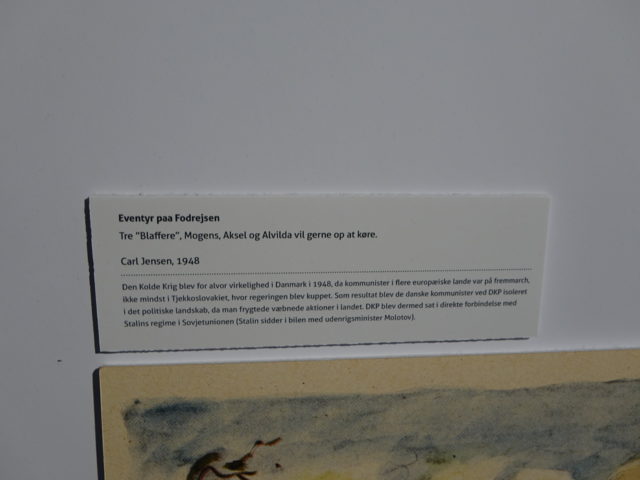 Eventyr paa Fodrejsen
Tre "Blaffere", Mogens, Aksel og Alvilda vil gerne op at køre.
Carl Jensen, 1948
Den Kolde Krig blev for alvor virkelighed i Danmark i 1948, da kommunister i flere europæiske lande var på fremmarch,
ikke mindst i Tjekkoslovakiet, hvor regeringen blev kuppet. Som resultat blev de danske kommunister ved DKP isoleret
i det politiske landskab, da man frygtede væbnede aktioner i landet. DKP blev dermed sat i direkte forbindelse med
Stalins regime i Sovjetunionen (Stalin sidder i bilen med udenrigsminister Molotov).